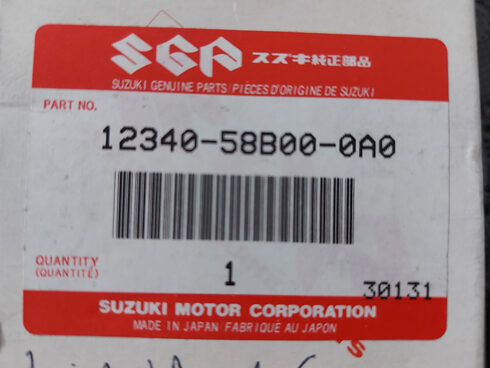 SGP スズキ純正部品
SUZUKI GENUINE PARTS/PIÈCES D'ORIGINE DE SUZUKI
PART NO.
12340-58B00-0A0
QUANTITY
(QUANTITÉ)
1
30131
SUZUKI MOTOR CORPORATION
MADE IN JAPAN FABRIQUÉ AU JAPON